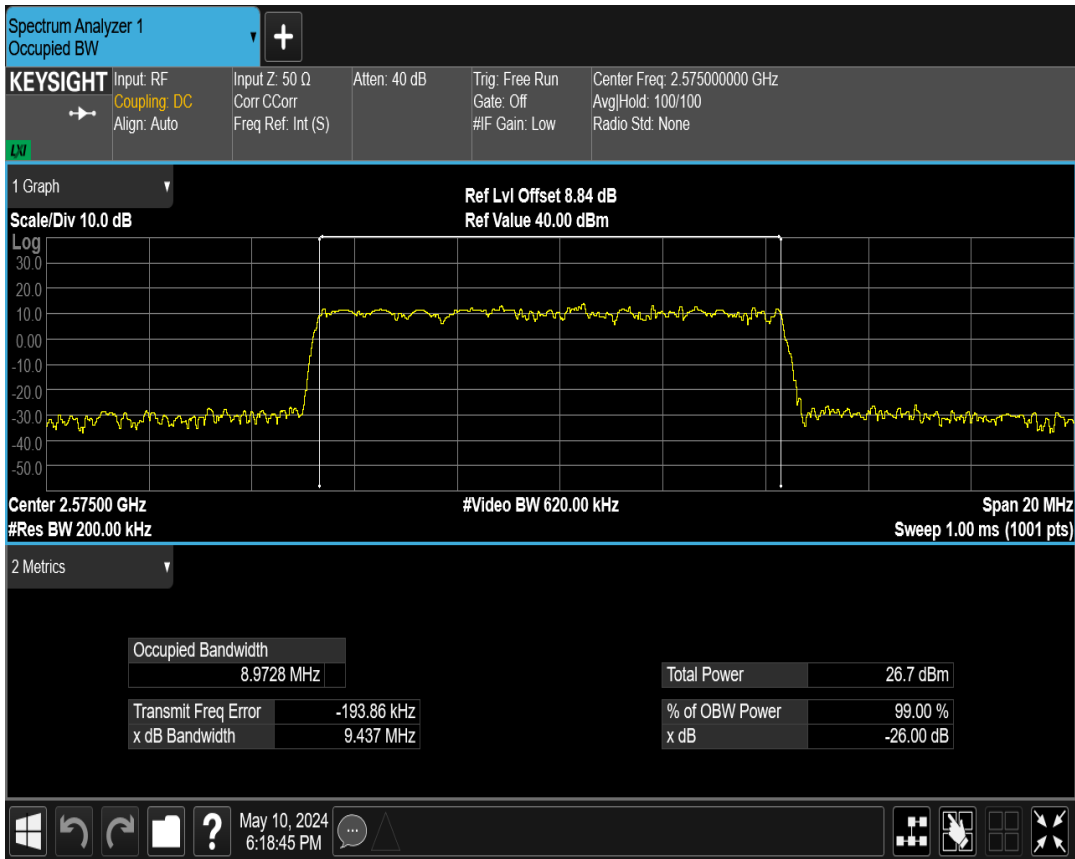 Spectrum Analyzer 1
Occupied BW
+
KEYSIGHT
LXI
Input: RF
Coupling: DC
Align: Auto
Input Z: 50 Ω
Corr CCorr
Freq Ref: Int (S)
Atten: 40 dB
Trig: Free Run
Gate: Off
#IF Gain: Low
Center Freq: 2.575000000 GHz
Avg|Hold: 100/100
Radio Std: None
1 Graph
Ref Lvl Offset 8.84 dB
Scale/Div 10.0 dB
Ref Value 40.00 dBm
Log
30.0
20.0
10.0
0.00
-10.0
-20.0
-30.0
-40.0
-50.0
Center 2.57500 GHz
#Video BW 620.00 kHz
Span 20 MHz
#Res BW 200.00 kHz
Sweep 1.00 ms (1001 pts)
2 Metrics
Occupied Bandwidth
8.9728 MHz
Total Power 26.7 dBm
Transmit Freq Error -193.86 kHz
% of OBW Power 99.00 %
x dB Bandwidth 9.437 MHz
x dB -26.00 dB
?
May 10, 2024
6:18:45 PM
...